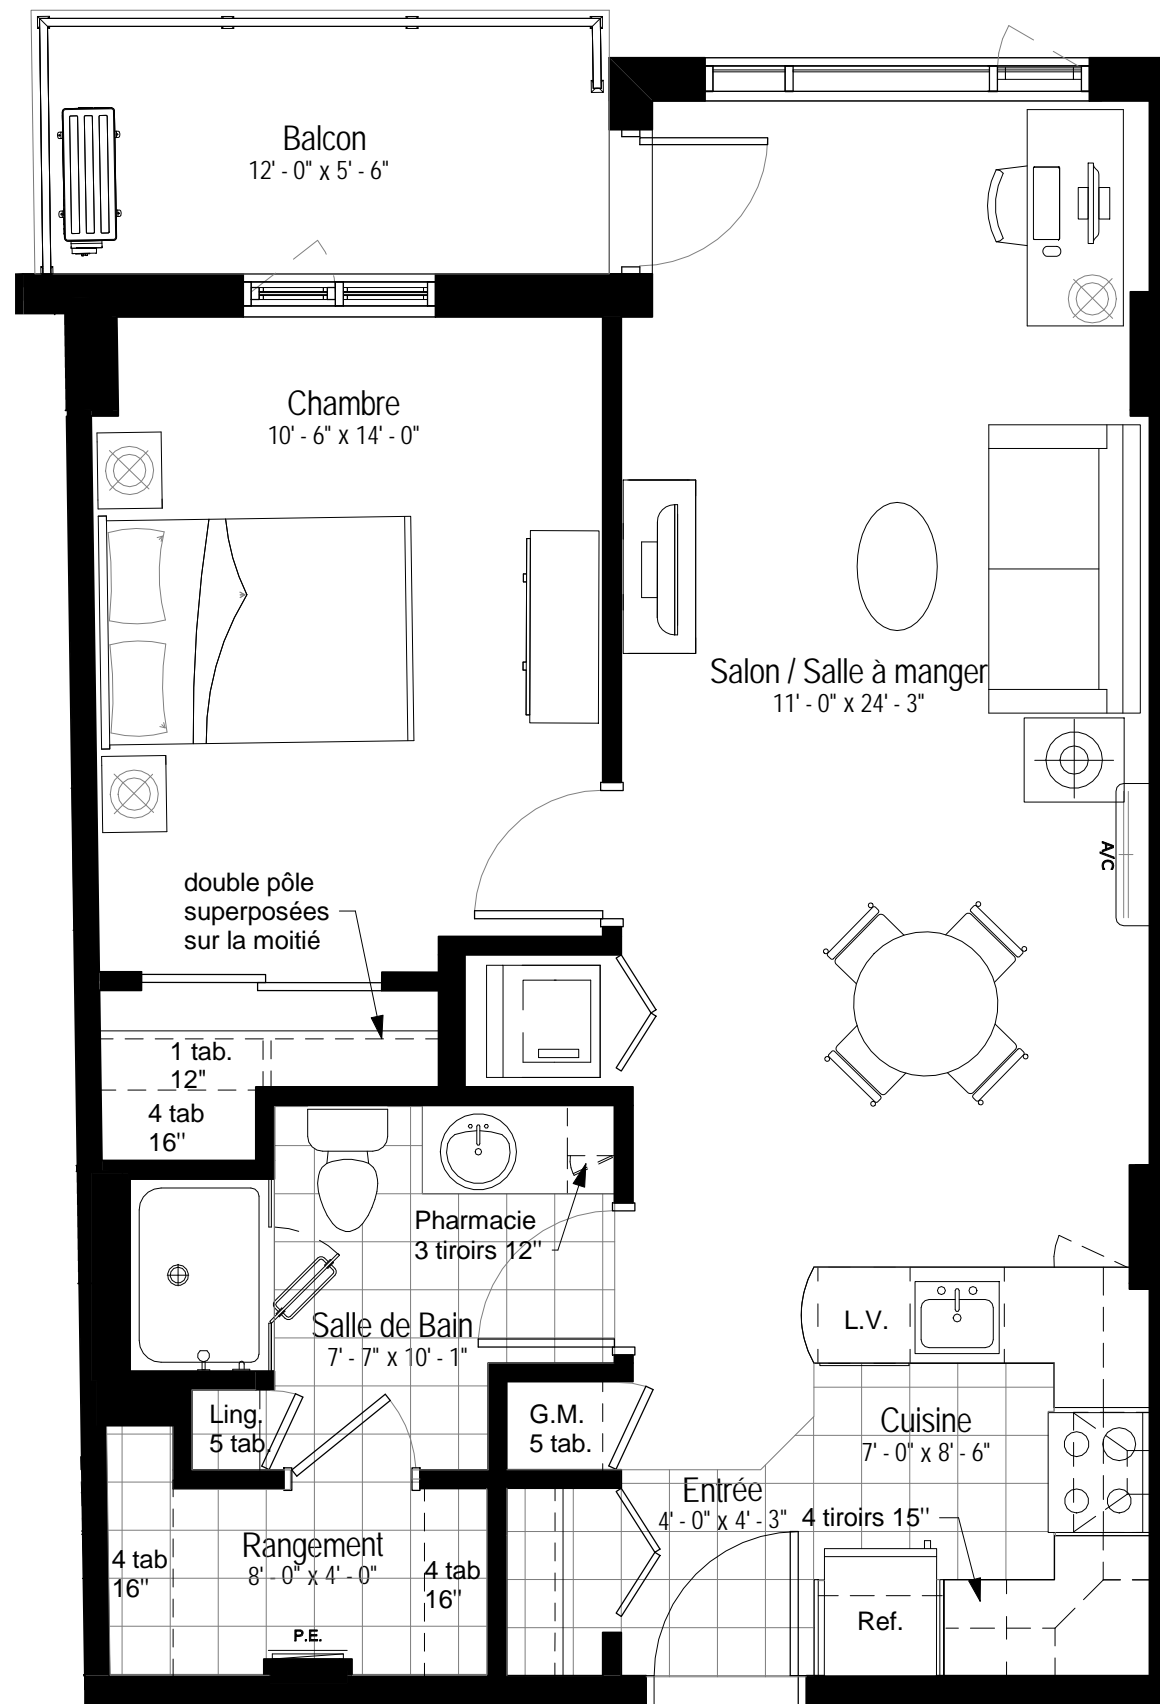 Balcon
12' - 0" x 5' - 6"
Chambre
10' - 6" x 14' - 0"
Salon / Salle à manger
11' - 0" x 24' - 3"
A/C
double pôle
superposées
sur la moitié
1 tab.
12"
4 tab
16"
Pharmacie
3 tiroirs 12"
Salle de Bain
7' - 7" x 10' - 1"
L.V.
Ling.
5 tab.
G.M.
5 tab.
Cuisine
7' - 0" x 8' - 6"
Entrée
4' - 0" x 4' - 3"
4 tiroirs 15"
Rangement
8' - 0" x 4' - 0"
4 tab
16"
4 tab
16"
P.E.
Ref.